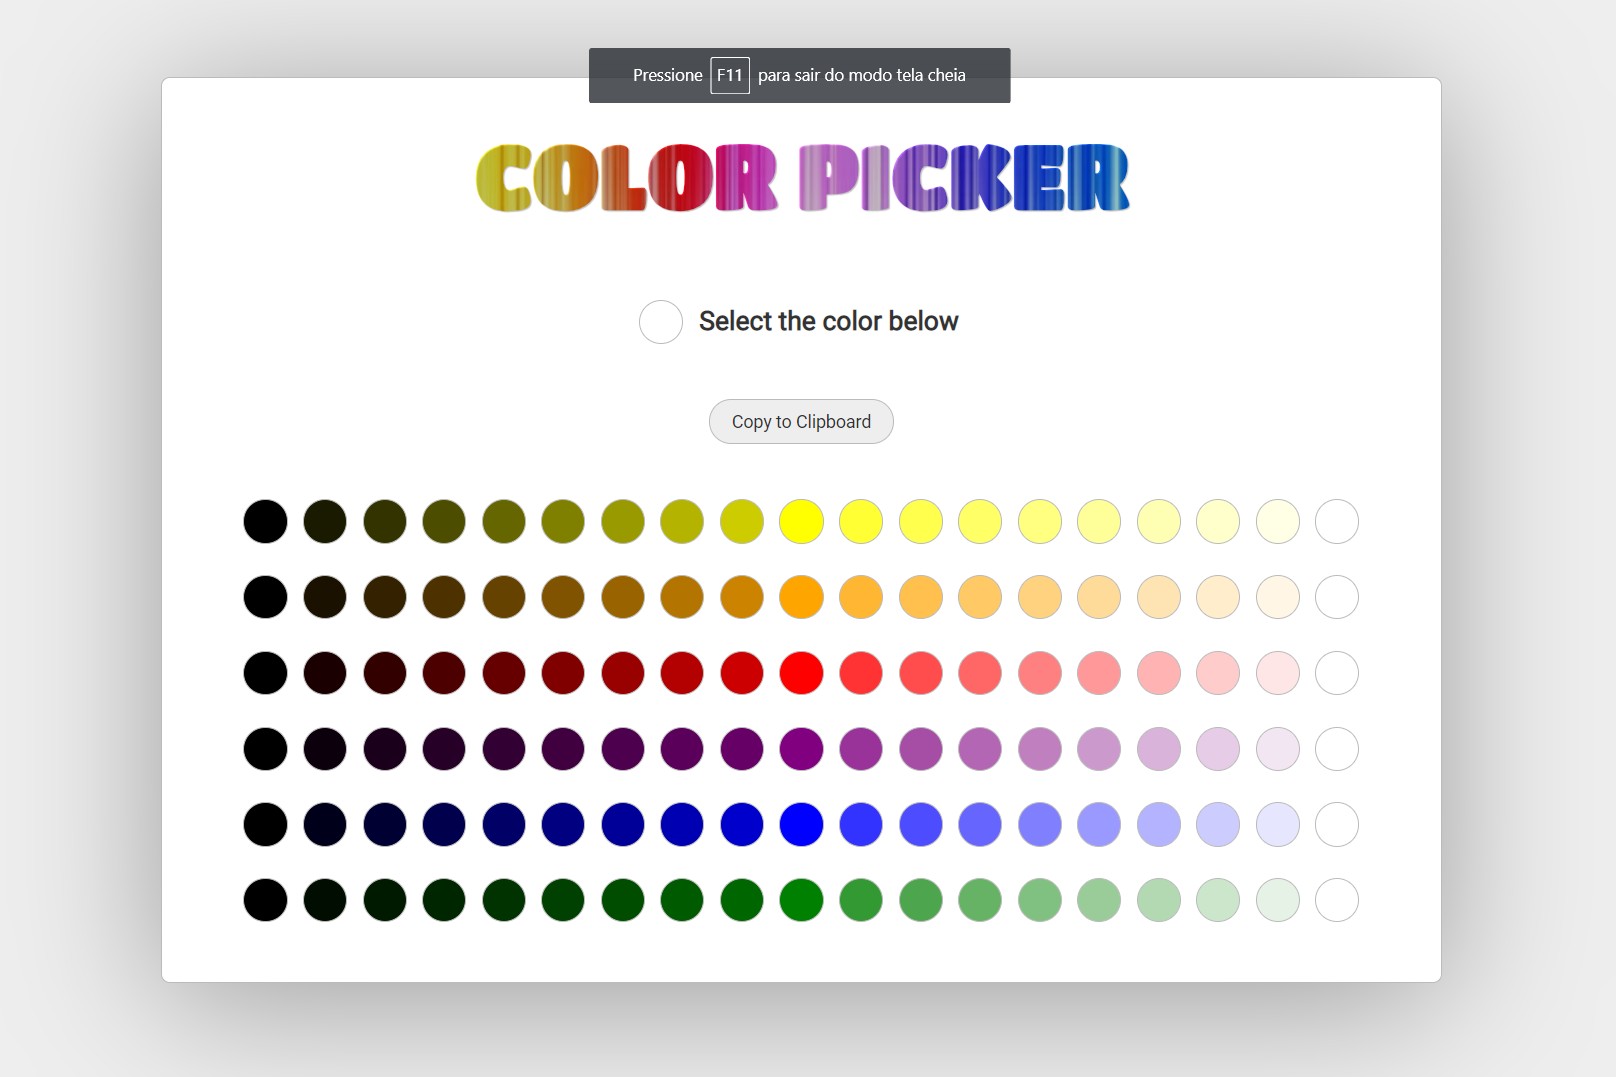 Pressione F11 para sair do modo tela cheia
COLOR PICKER
Select the color below
Copy to Clipboard